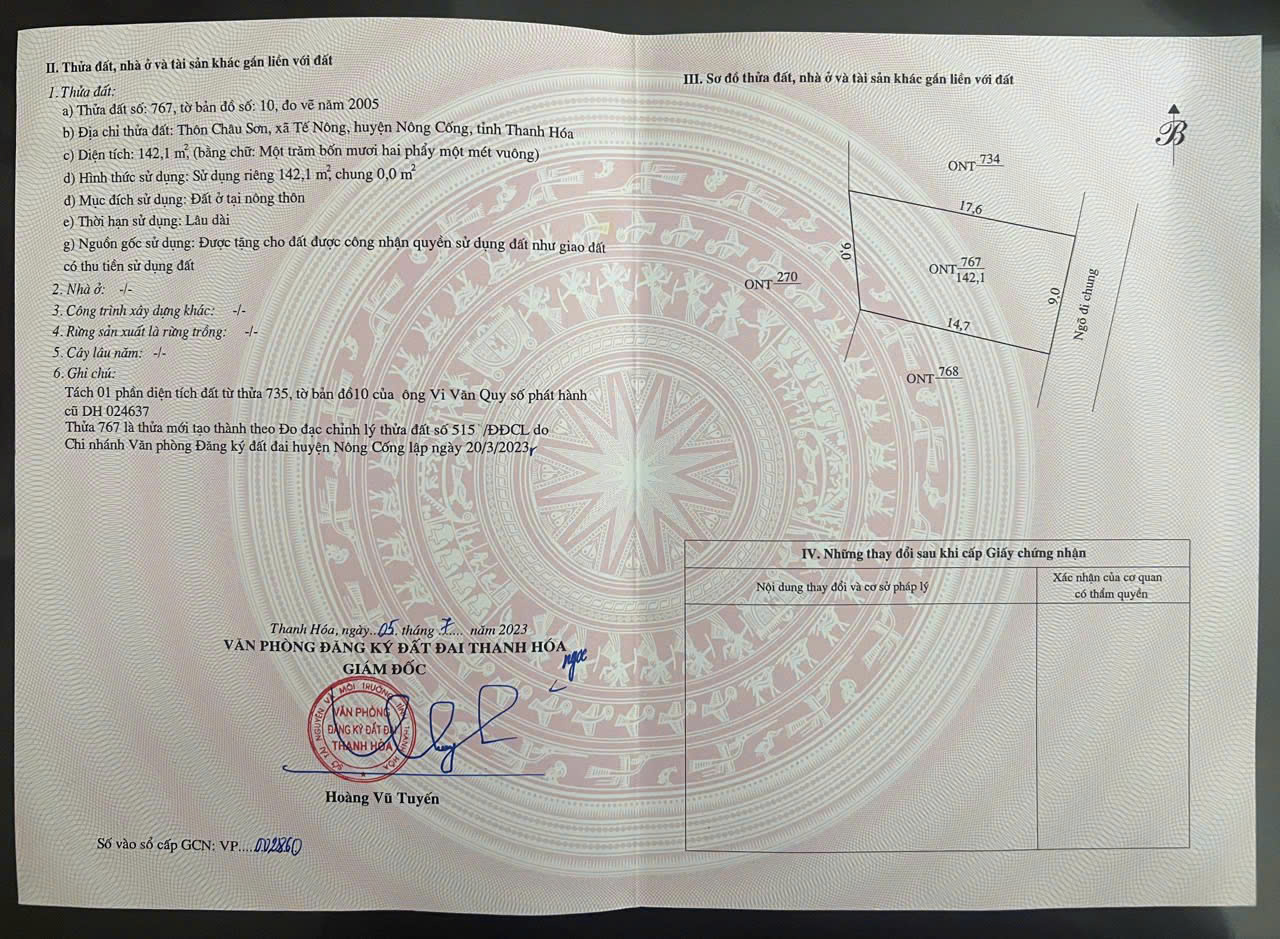 II. Thửa đất, nhà ở và tài sản khác gắn liền với đất
1. Thửa đất:
a) Thửa đất số: 767, tờ bản đồ số: 10, đo vẽ năm 2005
b) Địa chỉ thửa đất: Thôn Châu Sơn, xã Tế Nông, huyện Nông Cống, tỉnh Thanh Hóa
c) Diện tích: 142,1 m², (bằng chữ: Một trăm bốn mươi hai phẩy một mét vuông)
d) Hình thức sử dụng: Sử dụng riêng 142,1 m², chung 0,0 m²
đ) Mục đích sử dụng: Đất ở tại nông thôn
e) Thời hạn sử dụng: Lâu dài
g) Nguồn gốc sử dụng: Được tặng cho đất được công nhận quyền sử dụng đất như giao đất
có thu tiền sử dụng đất
2. Nhà ở: -/-
3. Công trình xây dựng khác: -/-
4. Rừng sản xuất là rừng trồng: -/-
5. Cây lâu năm: -/-
6. Ghi chú:
Tách 01 phần diện tích đất từ thửa 735, tờ bản đồ10 của ông Vi Văn Quy số phát hành
cũ DH 024637
Thửa 767 là thửa mới tạo thành theo Đo đạc chỉnh lý thửa đất số 515 /ĐĐCL do
Chi nhánh Văn phòng Đăng ký đất đai huyện Nông Cống lập ngày 20/3/2023
Thanh Hóa, ngày..05. tháng 7.... năm 2023
VĂN PHÒNG ĐĂNG KÝ ĐẤT ĐAI THANH HÓA
GIÁM ĐỐC
ngọc
SỞ TÀI NGUYÊN VÀ MÔI TRƯỜNG TỈNH THANH HÓA
VĂN PHÒNG
ĐĂNG KÝ ĐẤT ĐAI
THANH HÓA
Hoàng Vũ Tuyến
Số vào sổ cấp GCN: VP....002860
III. Sơ đồ thửa đất, nhà ở và tài sản khác gắn liền với đất
B
ONT 734
17,6
9,0
ONT 767
142,1
ONT 270
9,0
Ngõ đi chung
14,7
ONT 768
IV. Những thay đổi sau khi cấp Giấy chứng nhận
Nội dung thay đổi và cơ sở pháp lý
Xác nhận của cơ quan
có thẩm quyền